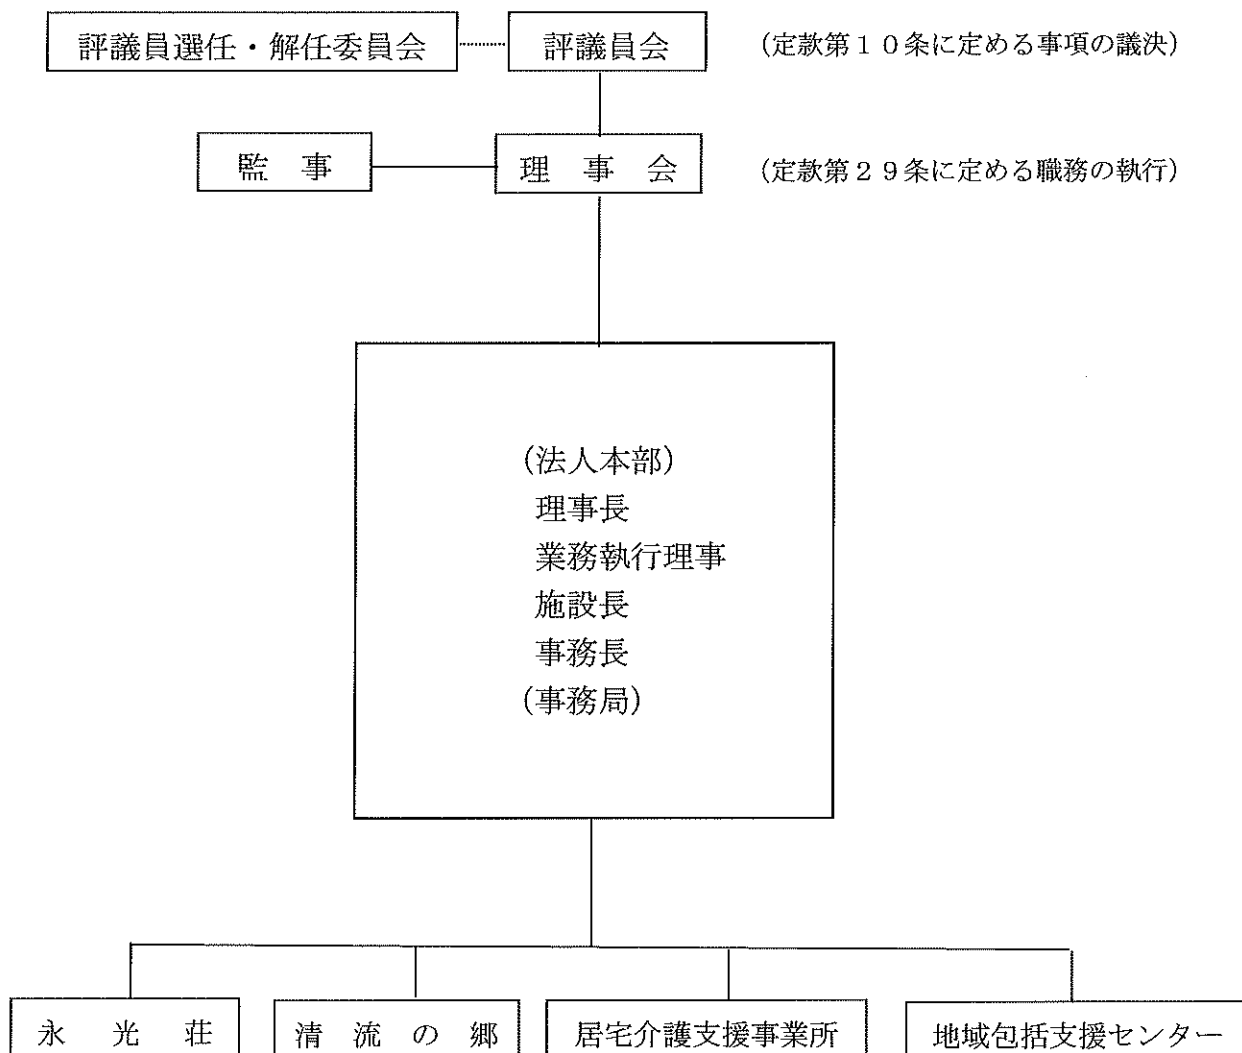 評議員選任・解任委員会 評議員会 (定款第１０条に定める事項の議決)
監 事 理 事 会 (定款第２９条に定める職務の執行)
(法人本部)
理事長
業務執行理事
施設長
事務長
(事務局)
永 光 荘 清 流 の 郷 居宅介護支援事業所 地域包括支援センター